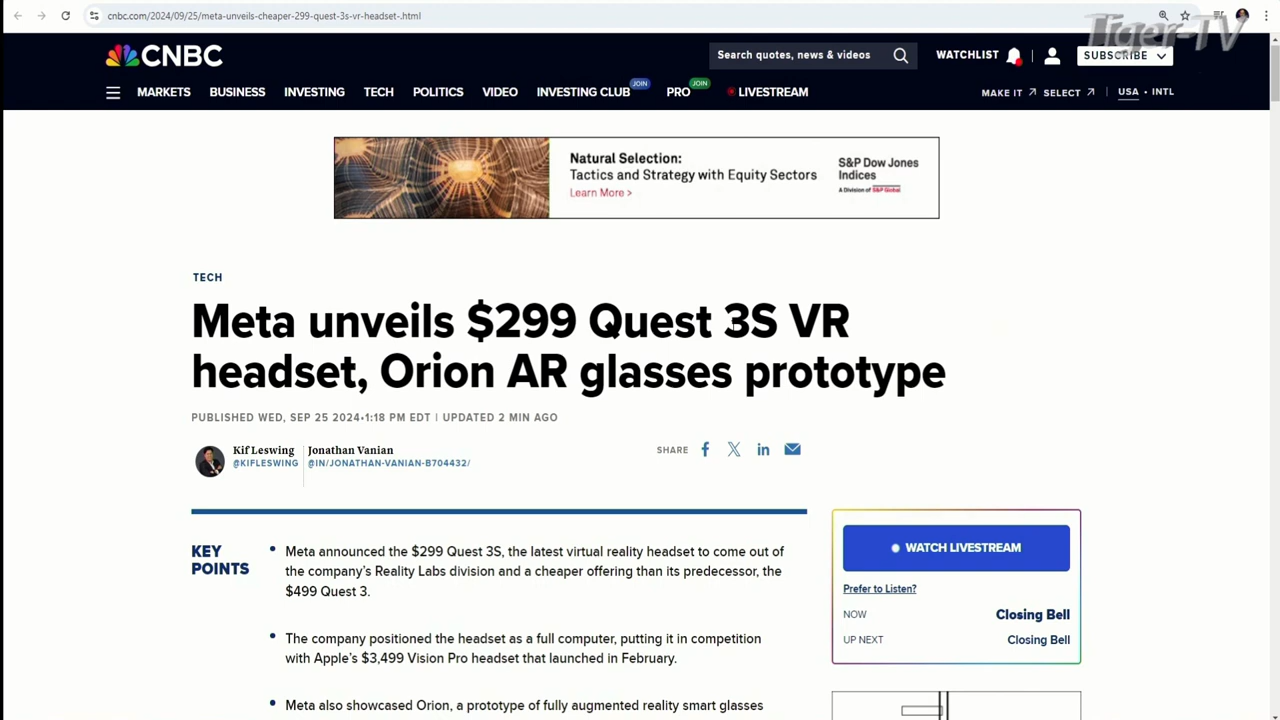 cnbc.com/2024/09/25/meta-unveils-cheaper-299-quest-3s-vr-headset-.html
Tiger-TV
CNBC
Search quotes, news & videos
WATCHLIST
SUBSCRIBE
MARKETS BUSINESS INVESTING TECH POLITICS VIDEO INVESTING CLUB JOIN PRO JOIN LIVESTREAM
MAKE IT SELECT USA • INTL
Natural Selection:
Tactics and Strategy with Equity Sectors
Learn More >
S&P Dow Jones
Indices
A Division of S&P Global
TECH
Meta unveils $299 Quest 3S VR
headset, Orion AR glasses prototype
PUBLISHED WED, SEP 25 2024•1:18 PM EDT | UPDATED 2 MIN AGO
Kif Leswing
@KIFLESWING
Jonathan Vanian
@IN/JONATHAN-VANIAN-B704432/
SHARE
KEY
POINTS
• Meta announced the $299 Quest 3S, the latest virtual reality headset to come out of
the company's Reality Labs division and a cheaper offering than its predecessor, the
$499 Quest 3.
• The company positioned the headset as a full computer, putting it in competition
with Apple's $3,499 Vision Pro headset that launched in February.
• Meta also showcased Orion, a prototype of fully augmented reality smart glasses
WATCH LIVESTREAM
Prefer to Listen?
NOW Closing Bell
UP NEXT Closing Bell